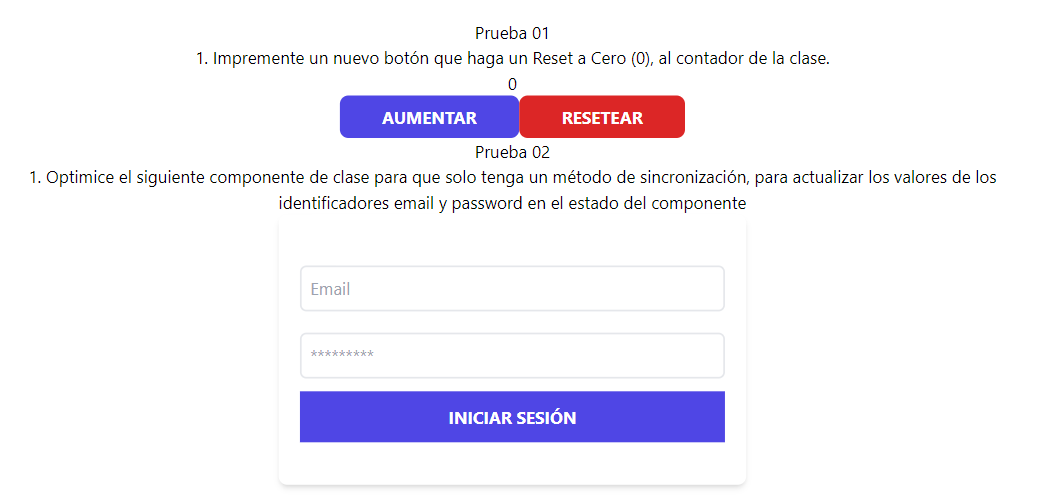 Prueba 01
1. Impremente un nuevo botón que haga un Reset a Cero (0), al contador de la clase.
0
AUMENTAR RESETEAR
Prueba 02
1. Optimice el siguiente componente de clase para que solo tenga un método de sincronización, para actualizar los valores de los
identificadores email y password en el estado del componente
Email
*********
INICIAR SESIÓN